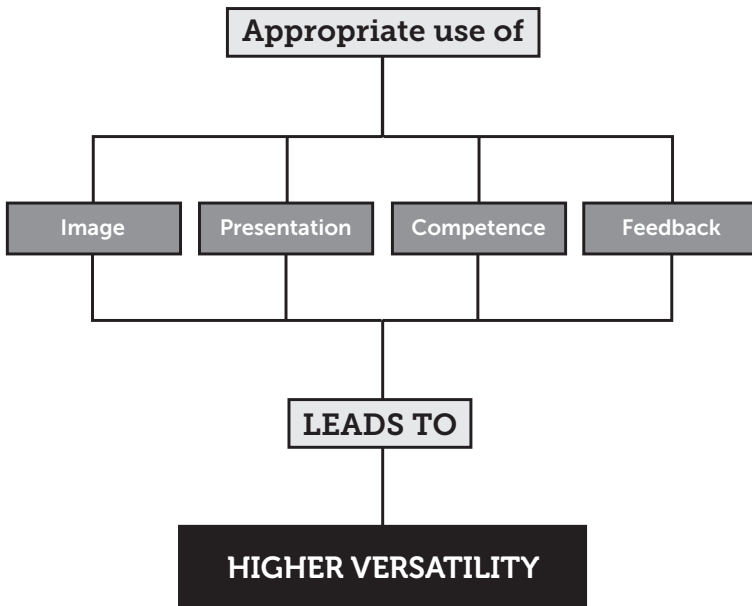 Appropriate use of
Image
Presentation
Competence
Feedback
LEADS TO
HIGHER VERSATILITY